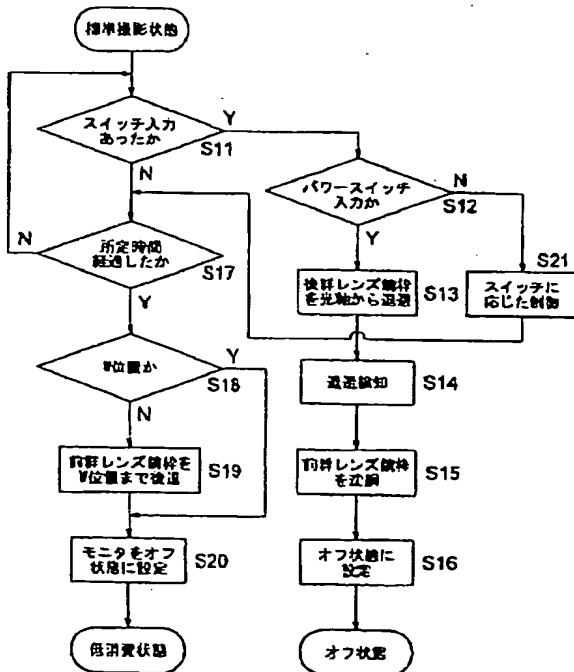 標準撮影状態
スイッチ入力
あったか
Y
S11
N
パワースイッチ
入力か
N
S12
Y
所定時間
経過したか
N
S17
Y
後群レンズ鏡枠
を光軸から退避
S13
S21
スイッチに
応じた制御
W位置か
Y
S18
N
退避検知
S14
前群レンズ鏡枠を
W位置まで後退
S19
前群レンズ鏡枠
を沈胴
S15
モニタをオフ
状態に設定
S20
オフ状態に
設定
S16
低消費状態
オフ状態